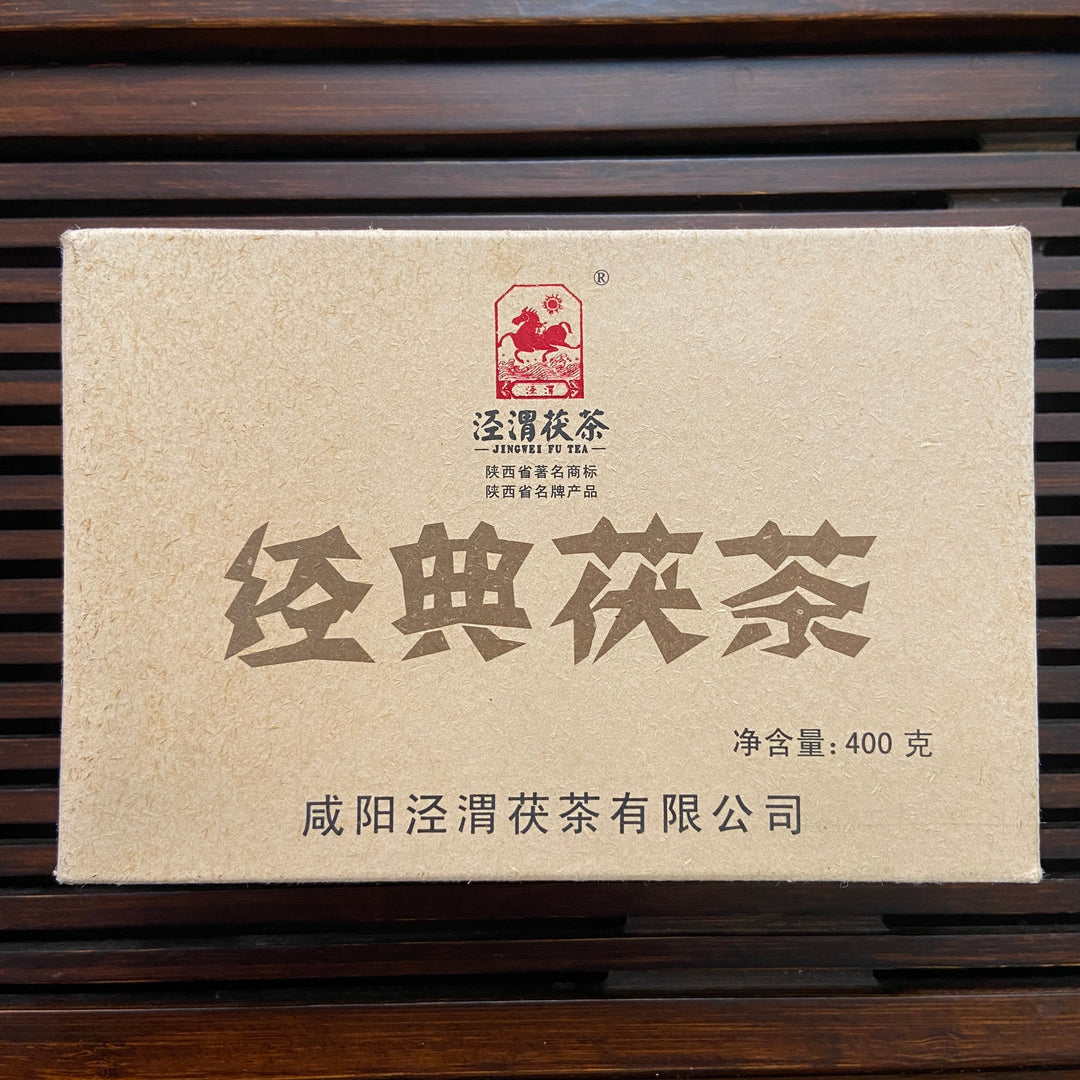 ®
泾渭
泾渭茯茶
JINGWEI FU TEA
陕西省著名商标
陕西省名牌产品
经典茯茶
净含量：400 克
咸阳泾渭茯茶有限公司